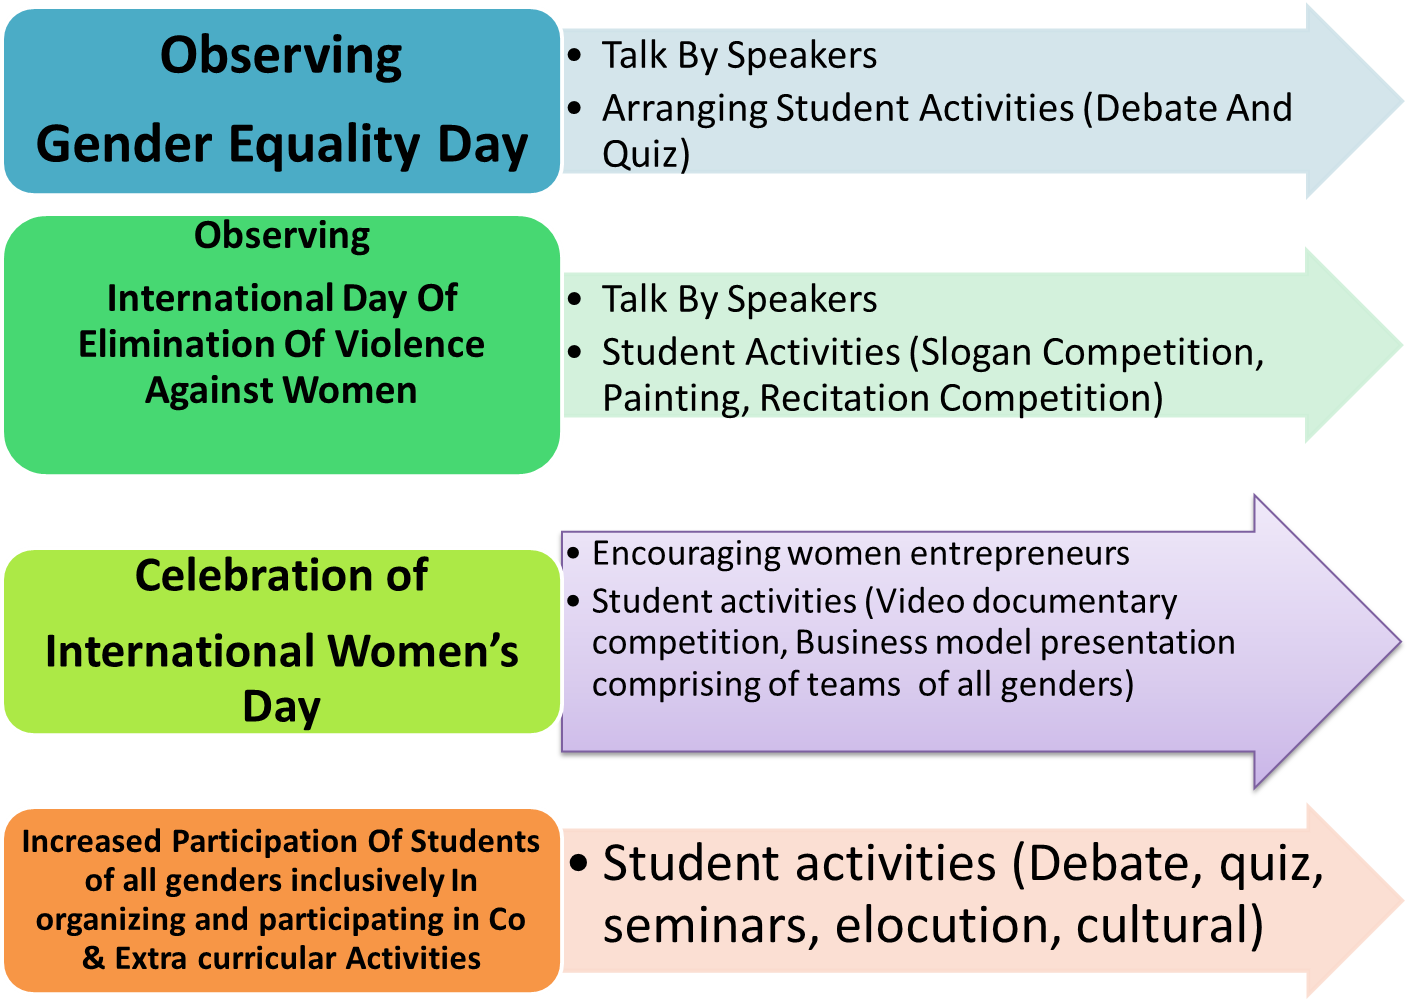 Observing
Gender Equality Day
• Talk By Speakers
• Arranging Student Activities (Debate And
Quiz)
Observing
International Day Of
Elimination Of Violence
Against Women
• Talk By Speakers
• Student Activities (Slogan Competition,
Painting, Recitation Competition)
Celebration of
International Women’s
Day
• Encouraging women entrepreneurs
• Student activities (Video documentary
competition, Business model presentation
comprising of teams  of all genders)
Increased Participation Of Students
of all genders inclusively In
organizing and participating in Co
& Extra curricular Activities
• Student activities (Debate, quiz,
seminars, elocution, cultural)